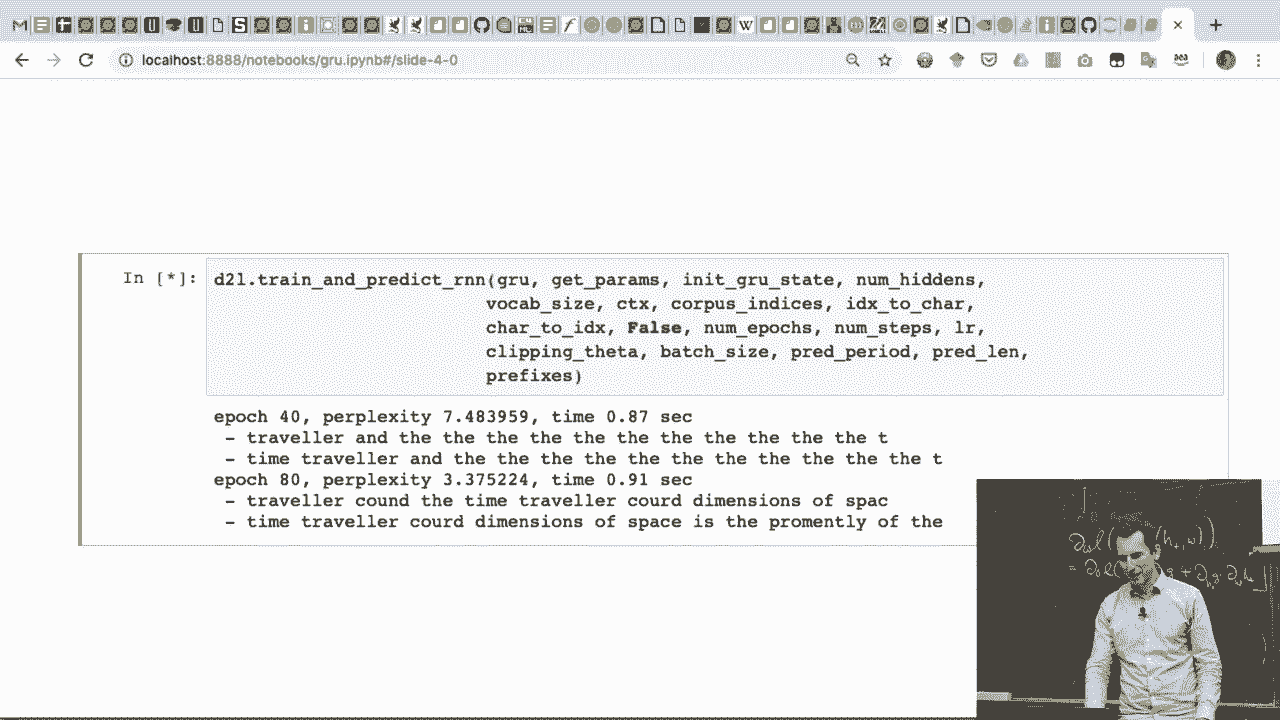 localhost:8888/notebooks/gru.ipynb#/slide-4-0
In [*]:
d2l.train_and_predict_rnn(gru, get_params, init_gru_state, num_hiddens,
vocab_size, ctx, corpus_indices, idx_to_char,
char_to_idx, False, num_epochs, num_steps, lr,
clipping_theta, batch_size, pred_period, pred_len,
prefixes)
epoch 40, perplexity 7.483959, time 0.87 sec
- traveller and the the the the the the the the the the the t
- time traveller and the the the the the the the the the the the t
epoch 80, perplexity 3.375224, time 0.91 sec
- traveller cound the time traveller courd dimensions of spac
- time traveller courd dimensions of space is the promently of the